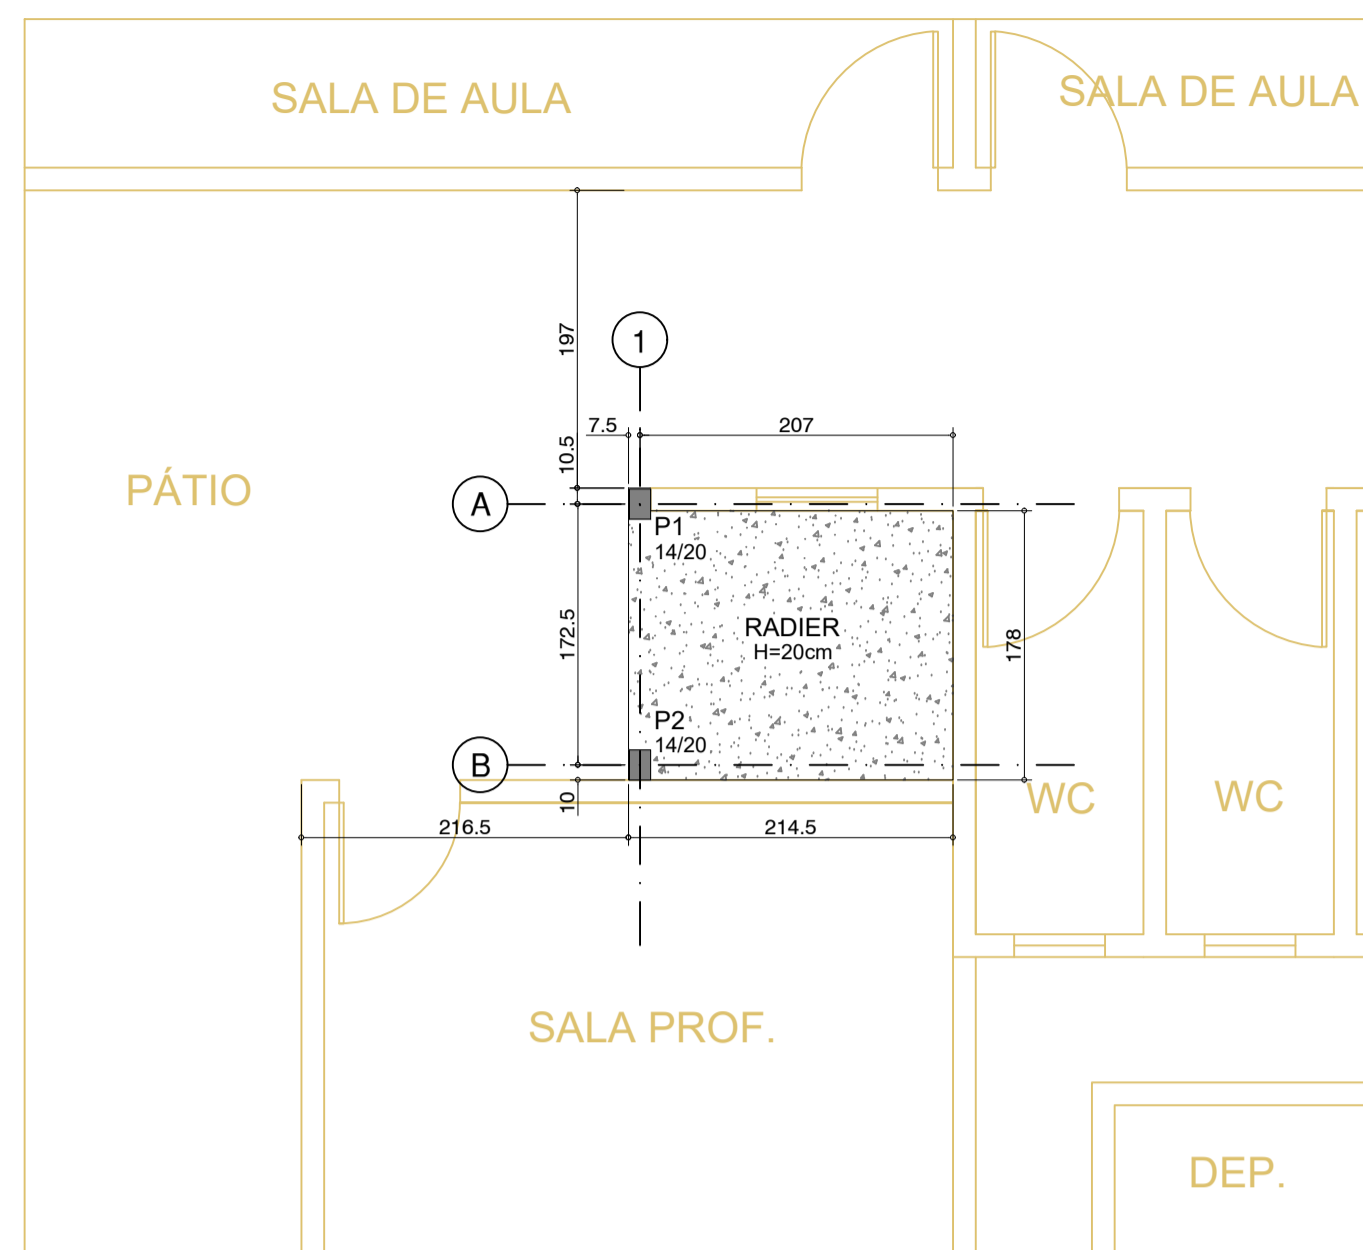 SALA DE AULA
SALA DE AULA
197
1
7.5
207
10.5
PÁTIO
A
P1
14/20
172.5
RADIER
H=20cm
178
P2
14/20
B
10
WC
WC
216.5
214.5
SALA PROF.
DEP.